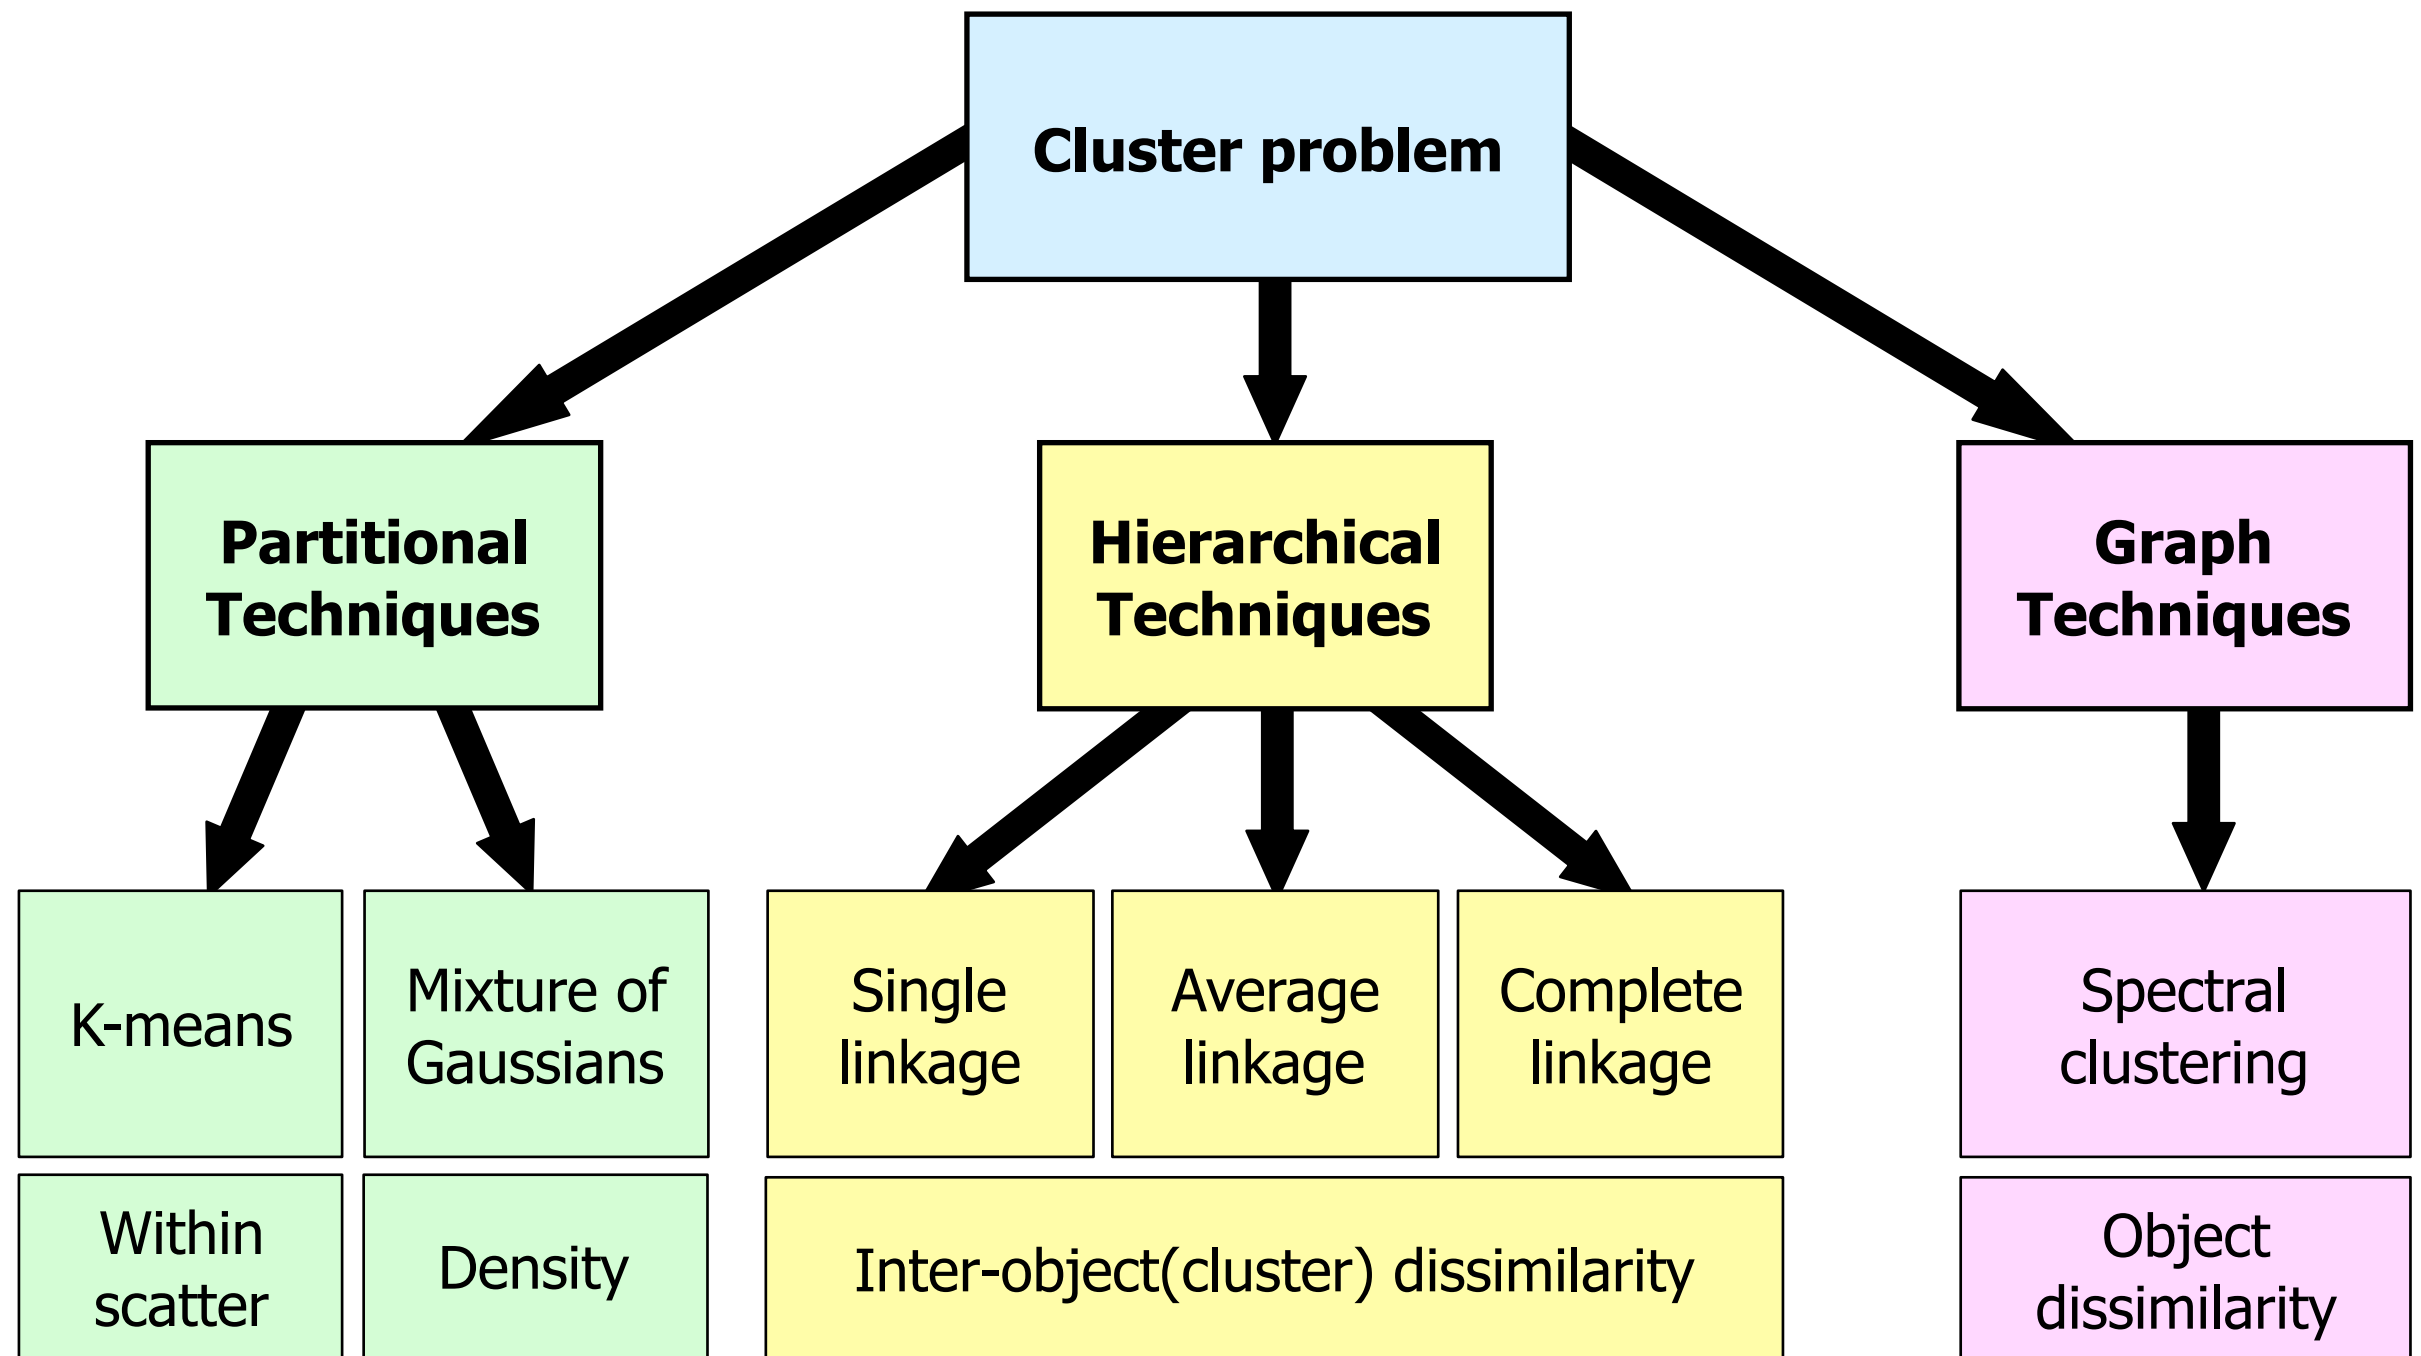 Cluster problem
Partitional
Techniques
Hierarchical
Techniques
Graph
Techniques
K-means
Mixture of
Gaussians
Single
linkage
Average
linkage
Complete
linkage
Spectral
clustering
Within
scatter
Density
Inter-object(cluster) dissimilarity
Object
dissimilarity